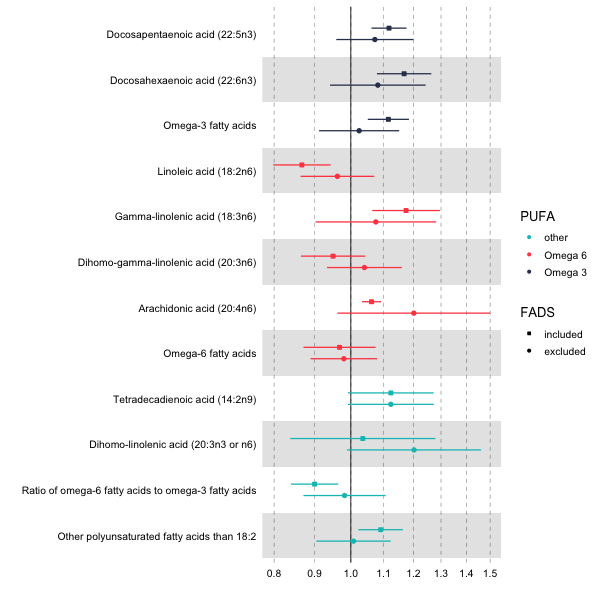 Docosapentaenoic acid (22:5n3)
Docosahexaenoic acid (22:6n3)
Omega-3 fatty acids
Linoleic acid (18:2n6)
Gamma-linolenic acid (18:3n6)
Dihomo-gamma-linolenic acid (20:3n6)
Arachidonic acid (20:4n6)
Omega-6 fatty acids
Tetradecadienoic acid (14:2n9)
Dihomo-linolenic acid (20:3n3 or n6)
Ratio of omega-6 fatty acids to omega-3 fatty acids
Other polyunsaturated fatty acids than 18:2
0.8 0.9 1.0 1.1 1.2 1.3 1.4 1.5
PUFA
other
Omega 6
Omega 3
FADS
included
excluded